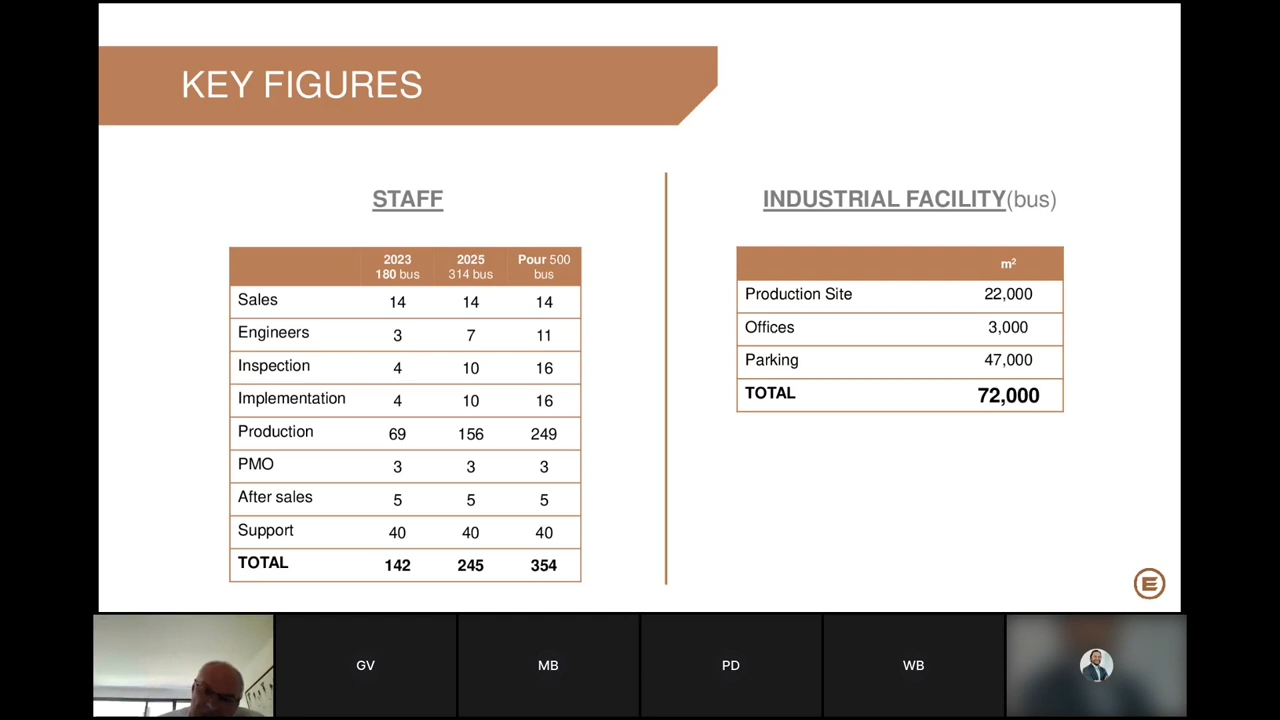 KEY FIGURES
STAFF
2023 2025 Pour 500
180 bus 314 bus bus
Sales 14 14 14
Engineers 3 7 11
Inspection 4 10 16
Implementation 4 10 16
Production 69 156 249
PMO 3 3 3
After sales 5 5 5
Support 40 40 40
TOTAL 142 245 354
INDUSTRIAL FACILITY(bus)
m²
Production Site 22,000
Offices 3,000
Parking 47,000
TOTAL 72,000
E
GV
MB
PD
WB